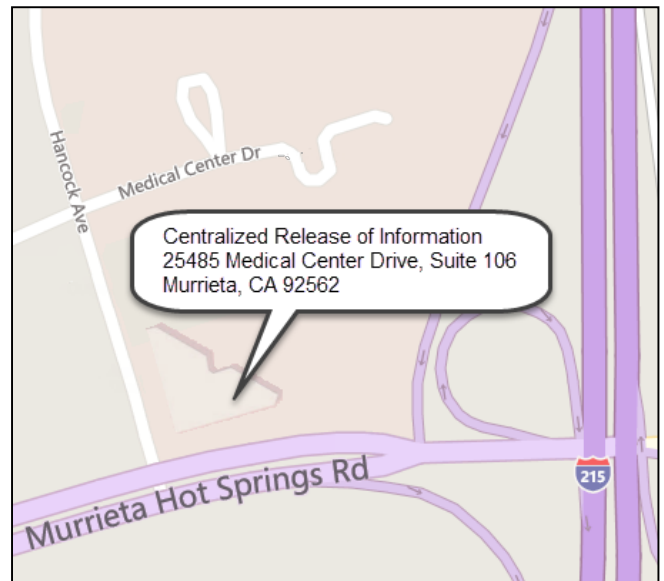 Hancock Ave
Medical Center Dr
Centralized Release of Information
25485 Medical Center Drive, Suite 106
Murrieta, CA 92562
Murrieta Hot Springs Rd
215